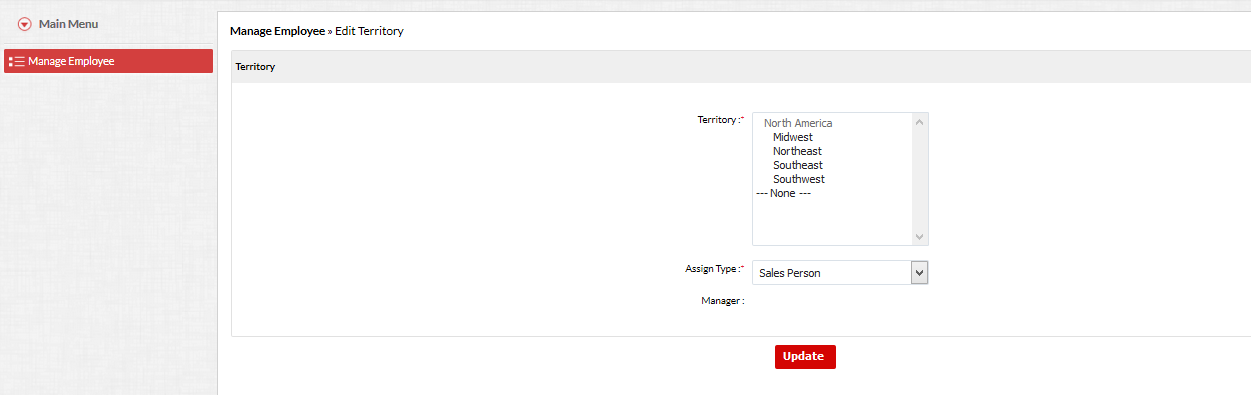 Main Menu
Manage Employee
Manage Employee » Edit Territory
Territory
Territory :*
North America
Midwest
Northeast
Southeast
Southwest
--- None ---
Assign Type :*
Sales Person
Manager :
Update